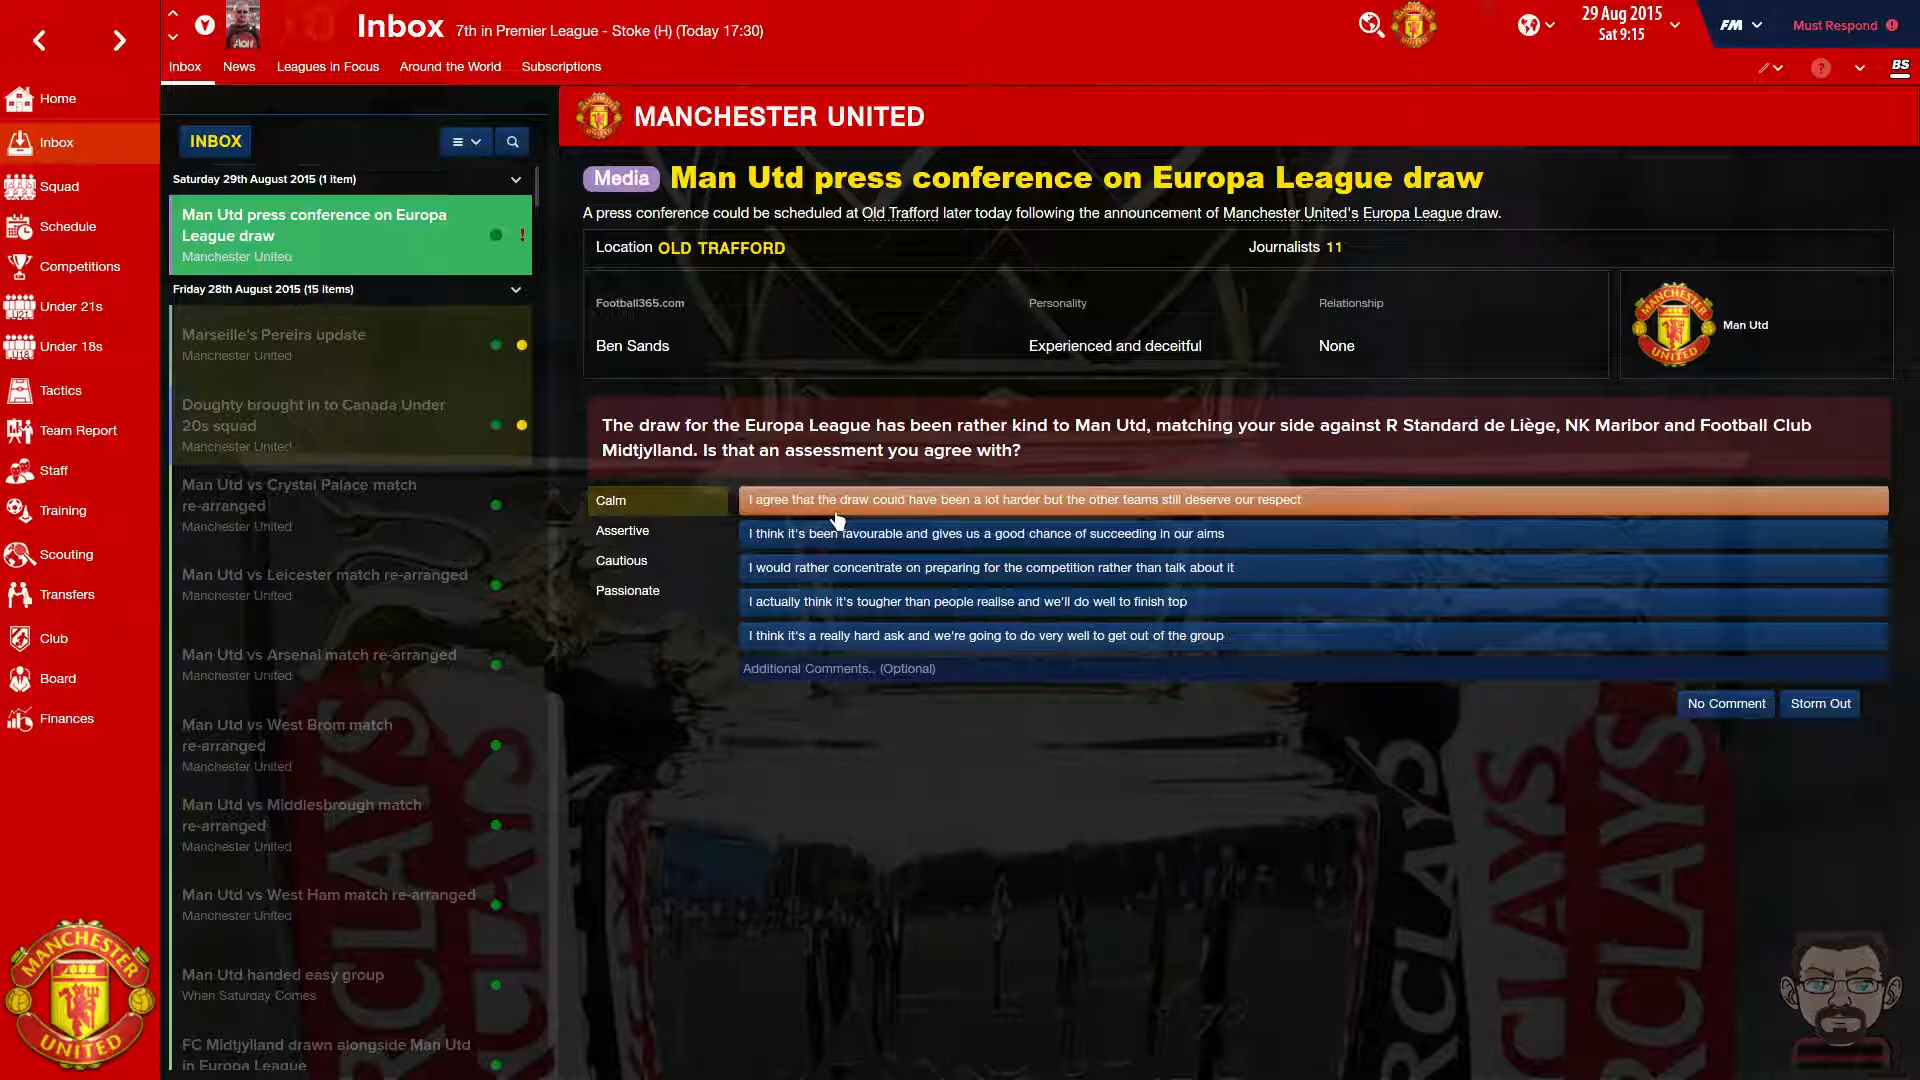 Inbox
7th in Premier League - Stoke (H) (Today 17:30)
29 Aug 2015
Sat 9:15
FM
Must Respond
Inbox
News
Leagues in Focus
Around the World
Subscriptions
BS
Home
Inbox
Squad
Schedule
Competitions
Under 21s
Under 18s
Tactics
Team Report
Staff
Training
Scouting
Transfers
Club
Board
Finances
MANCHESTER
UNITED
INBOX
Saturday 29th August 2015 (1 item)
Man Utd press conference on Europa
League draw
Manchester United
Friday 28th August 2015 (15 items)
Marseille's Pereira update
Manchester United
Doughty brought in to Canada Under
20s squad
Manchester United
Man Utd vs Crystal Palace match
re-arranged
Manchester United
Man Utd vs Leicester match re-arranged
Manchester United
Man Utd vs Arsenal match re-arranged
Manchester United
Man Utd vs West Brom match
re-arranged
Manchester United
Man Utd vs Middlesbrough match
re-arranged
Manchester United
Man Utd vs West Ham match re-arranged
Manchester United
Man Utd handed easy group
When Saturday Comes
FC Midtjylland drawn alongside Man Utd
in Europa League
MANCHESTER UNITED
Media
Man Utd press conference on Europa League draw
A press conference could be scheduled at Old Trafford later today following the announcement of Manchester United's Europa League draw.
Location OLD TRAFFORD
Journalists 11
Football365.com
Personality
Relationship
Ben Sands
Experienced and deceitful
None
Man Utd
The draw for the Europa League has been rather kind to Man Utd, matching your side against R Standard de Liège, NK Maribor and Football Club
Midtjylland. Is that an assessment you agree with?
Calm
Assertive
Cautious
Passionate
I agree that the draw could have been a lot harder but the other teams still deserve our respect
I think it's been favourable and gives us a good chance of succeeding in our aims
I would rather concentrate on preparing for the competition rather than talk about it
I actually think it's tougher than people realise and we'll do well to finish top
I think it's a really hard ask and we're going to do very well to get out of the group
Additional Comments.. (Optional)
No Comment
Storm Out
BARCLAYS